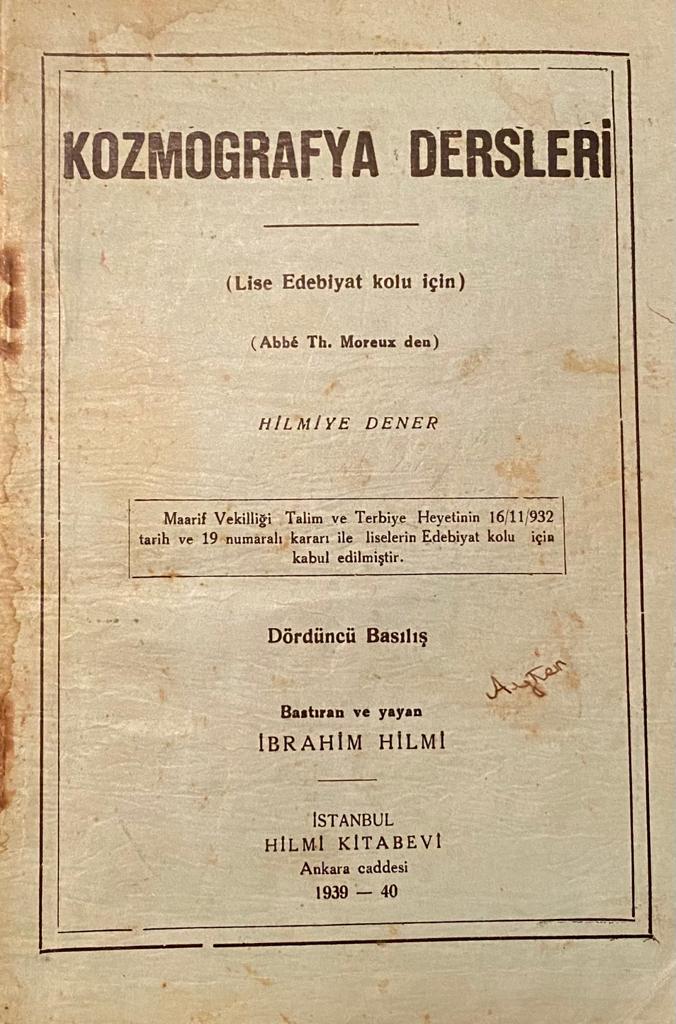 KOZMOGRAFYA DERSLERİ
(Lise Edebiyat kolu için)
(Abbé Th. Moreux den)
HİLMİYE DENER
Maarif Vekilliği Talim ve Terbiye Heyetinin 16/11/932
tarih ve 19 numaralı kararı ile liselerin Edebiyat kolu için
kabul edilmiştir.
Dördüncü Basılış
Ayten
Bastıran ve yayan
İBRAHİM HİLMİ
İSTANBUL
HİLMİ KİTABEVİ
Ankara caddesi
1939 — 40